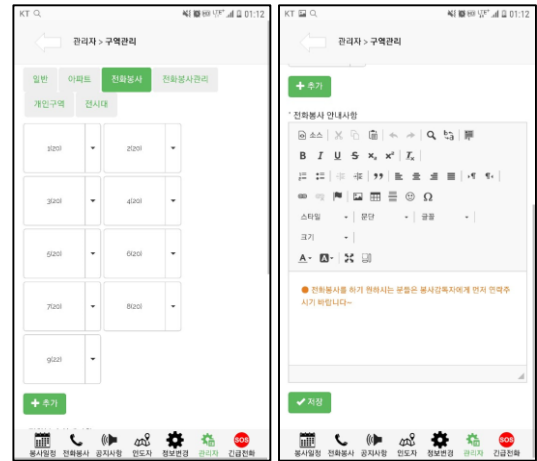 KT 01:12
관리자 > 구역관리
일반 아파트 전화봉사 전화봉사관리
개인구역 전시대
1(20) 2(20)
3(20) 4(20)
5(20) 6(20)
7(20) 8(20)
9(22)
+ 추가
봉사일정 전화봉사 공지사항 인도자 정보변경 관리자 긴급전화
SOS
KT 01:12
관리자 > 구역관리
+ 추가
* 전화봉사 안내사항
소스
B I U S x₂ x² Tx
스타일 문단 글꼴
크기
A A
● 전화봉사를 하기 원하시는 분들은 봉사감독자에게 먼저 연락주
시기 바랍니다~
✔ 저장
SOS
봉사일정 전화봉사 공지사항 인도자 정보변경 관리자 긴급전화